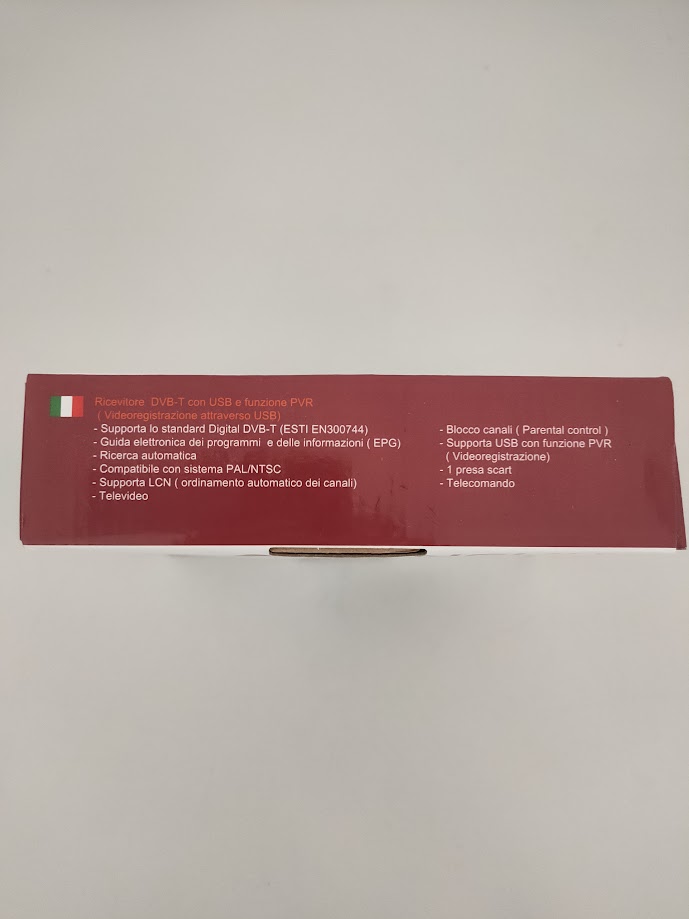 Ricevitore DVB-T con USB e funzione PVR
( Videoregistrazione attraverso USB)
- Supporta lo standard Digital DVB-T (ESTI EN300744)
- Guida elettronica dei programmi e delle informazioni ( EPG)
- Ricerca automatica
- Compatibile con sistema PAL/NTSC
- Supporta LCN ( ordinamento automatico dei canali)
- Televideo
- Blocco canali ( Parental control )
- Supporta USB con funzione PVR
( Videoregistrazione)
- 1 presa scart
- Telecomando